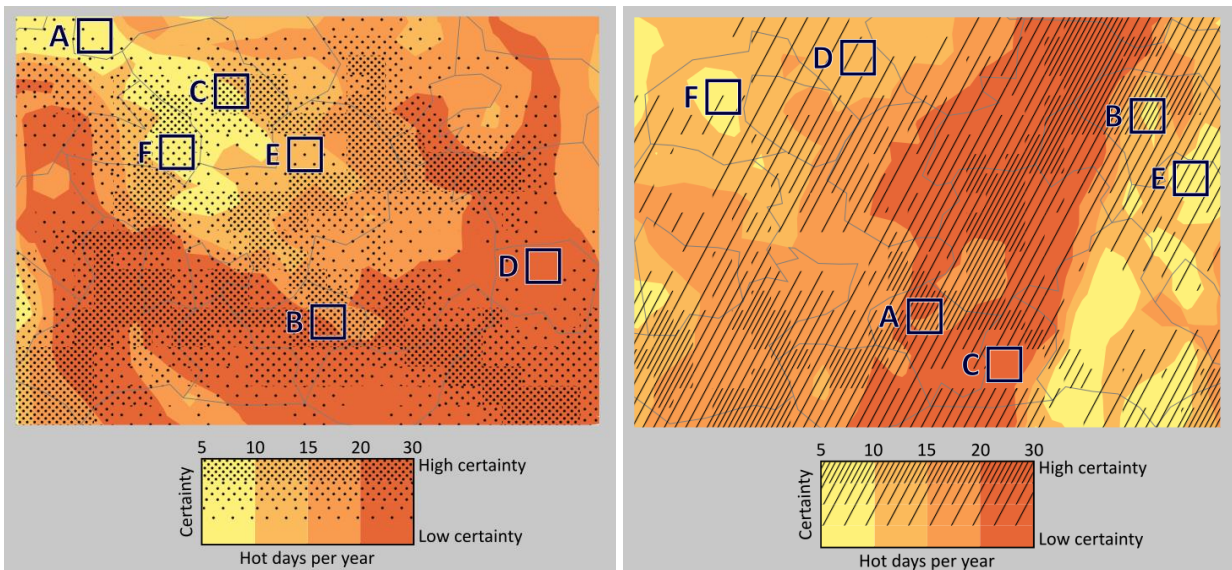 A
C
F
E
D
B
5 10 15 20 30
High certainty
Certainty
Low certainty
Hot days per year
D
F
B
E
A
C
5 10 15 20 30
High certainty
Certainty
Low certainty
Hot days per year